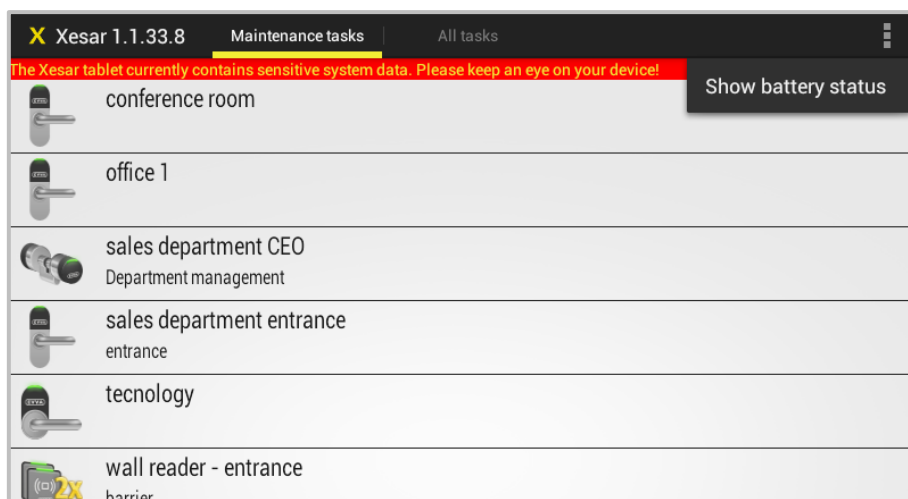 X Xesar 1.1.33.8 Maintenance tasks All tasks
The Xesar tablet currently contains sensitive system data. Please keep an eye on your device!
Show battery status
conference room
office 1
sales department CEO
Department management
sales department entrance
entrance
tecnology
EVVA
wall reader - entrance
2X
barrier